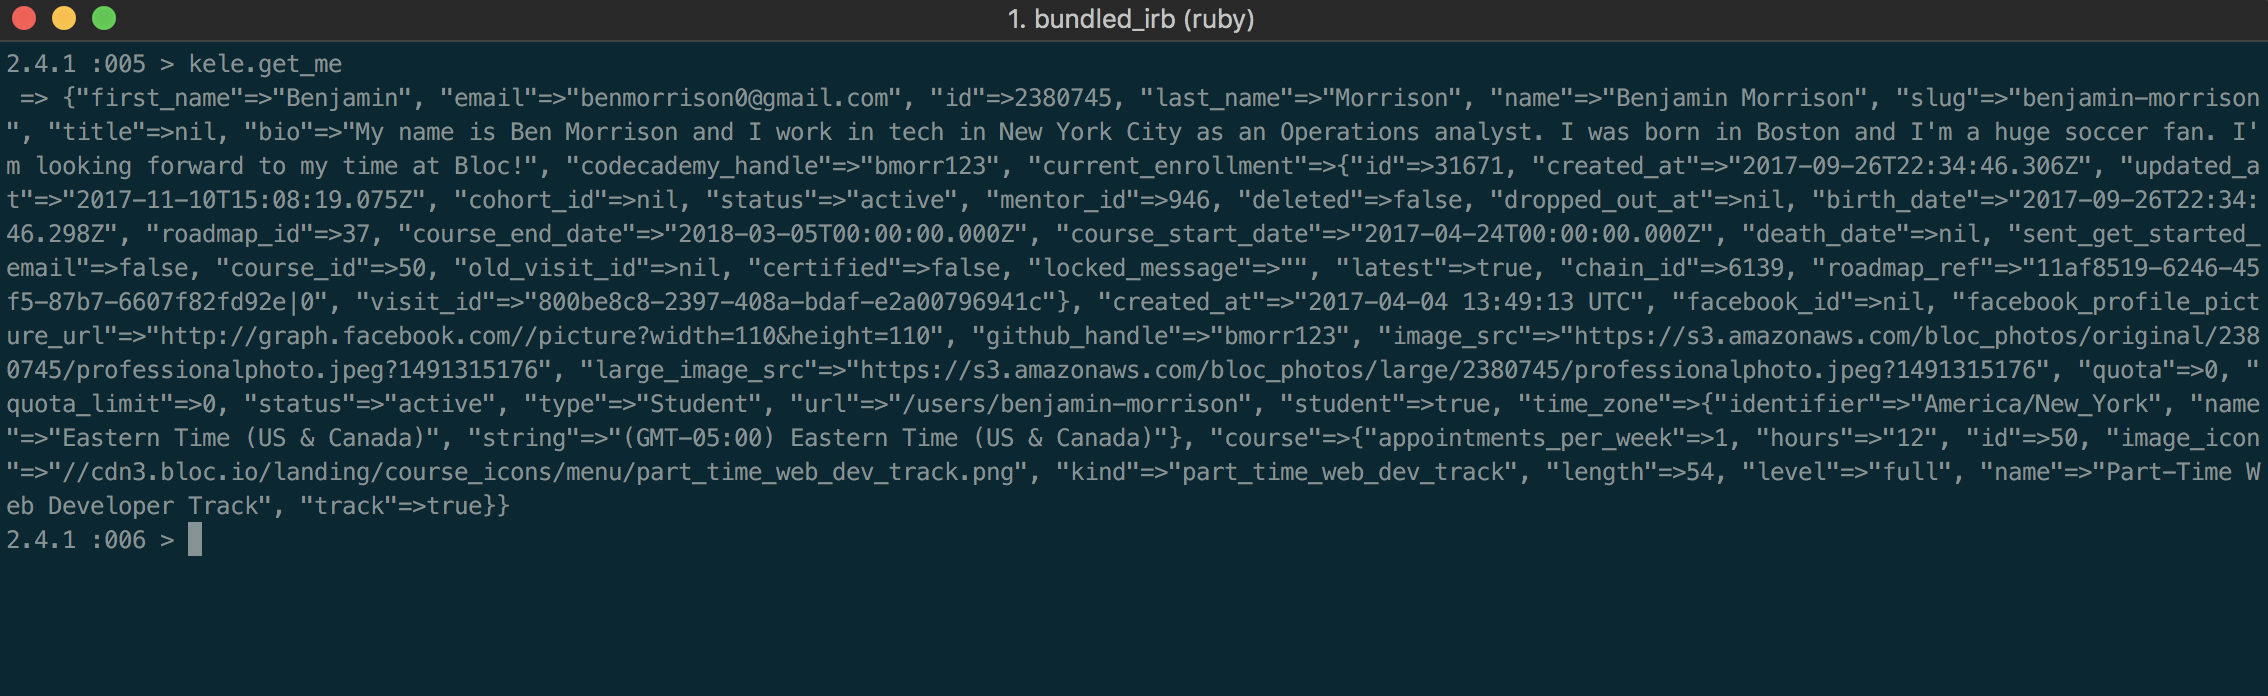 1. bundled_irb (ruby)
2.4.1 :005 > kele.get_me
 => {"first_name"=>"Benjamin", "email"=>"benmorrison0@gmail.com", "id"=>2380745, "last_name"=>"Morrison", "name"=>"Benjamin Morrison", "slug"=>"benjamin-morrison
", "title"=>nil, "bio"=>"My name is Ben Morrison and I work in tech in New York City as an Operations analyst. I was born in Boston and I'm a huge soccer fan. I'
m looking forward to my time at Bloc!", "codecademy_handle"=>"bmorr123", "current_enrollment"=>{"id"=>31671, "created_at"=>"2017-09-26T22:34:46.306Z", "updated_a
t"=>"2017-11-10T15:08:19.075Z", "cohort_id"=>nil, "status"=>"active", "mentor_id"=>946, "deleted"=>false, "dropped_out_at"=>nil, "birth_date"=>"2017-09-26T22:34:
46.298Z", "roadmap_id"=>37, "course_end_date"=>"2018-03-05T00:00:00.000Z", "course_start_date"=>"2017-04-24T00:00:00.000Z", "death_date"=>nil, "sent_get_started_
email"=>false, "course_id"=>50, "old_visit_id"=>nil, "certified"=>false, "locked_message"=>"", "latest"=>true, "chain_id"=>6139, "roadmap_ref"=>"11af8519-6246-45
f5-87b7-6607f82fd92e|0", "visit_id"=>"800be8c8-2397-408a-bdaf-e2a00796941c"}, "created_at"=>"2017-04-04 13:49:13 UTC", "facebook_id"=>nil, "facebook_profile_pict
ure_url"=>"http://graph.facebook.com//picture?width=110&height=110", "github_handle"=>"bmorr123", "image_src"=>"https://s3.amazonaws.com/bloc_photos/original/238
0745/professionalphoto.jpeg?1491315176", "large_image_src"=>"https://s3.amazonaws.com/bloc_photos/large/2380745/professionalphoto.jpeg?1491315176", "quota"=>0, "
quota_limit"=>0, "status"=>"active", "type"=>"Student", "url"=>"/users/benjamin-morrison", "student"=>true, "time_zone"=>{"identifier"=>"America/New_York", "name
"=>"Eastern Time (US & Canada)", "string"=>"(GMT-05:00) Eastern Time (US & Canada)"}, "course"=>{"appointments_per_week"=>1, "hours"=>"12", "id"=>50, "image_icon
"=>"//cdn3.bloc.io/landing/course_icons/menu/part_time_web_dev_track.png", "kind"=>"part_time_web_dev_track", "length"=>54, "level"=>"full", "name"=>"Part-Time W
eb Developer Track", "track"=>true}}
2.4.1 :006 >